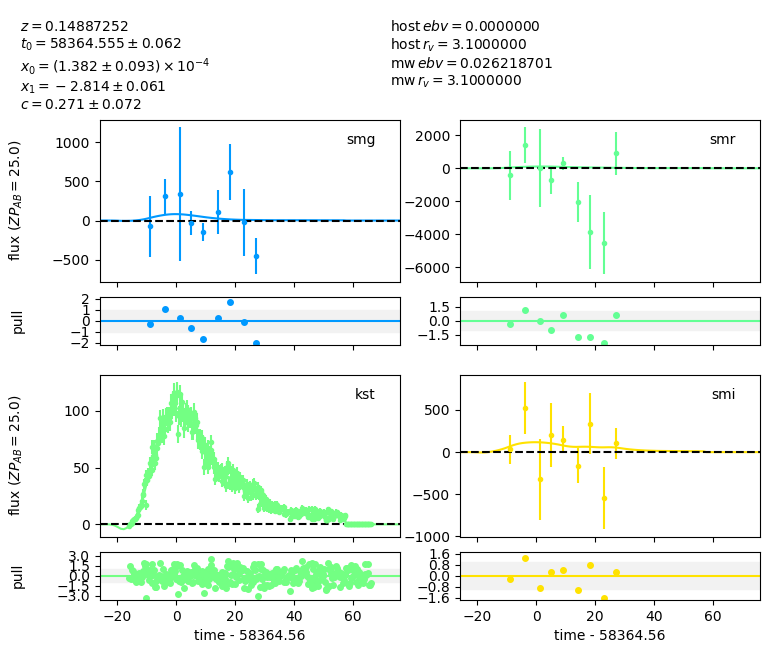 z = 0.14887252
t₀ = 58364.555 ± 0.062
x₀ = (1.382 ± 0.093) × 10⁻⁴
x₁ = −2.814 ± 0.061
c = 0.271 ± 0.072
host ebv = 0.0000000
host r_v = 3.1000000
mw ebv = 0.026218701
mw r_v = 3.1000000
flux (ZP_AB = 25.0)
1000
500
0
−500
smg
2000
0
−2000
−4000
−6000
smr
pull
2
1
0
−1
−2
1.5
0.0
−1.5
flux (ZP_AB = 25.0)
100
50
0
kst
500
0
−500
−1000
smi
pull
3.0
1.5
0.0
−1.5
−3.0
1.6
0.8
0.0
−0.8
−1.6
−20 0 20 40 60
−20 0 20 40 60
time - 58364.56
time - 58364.56